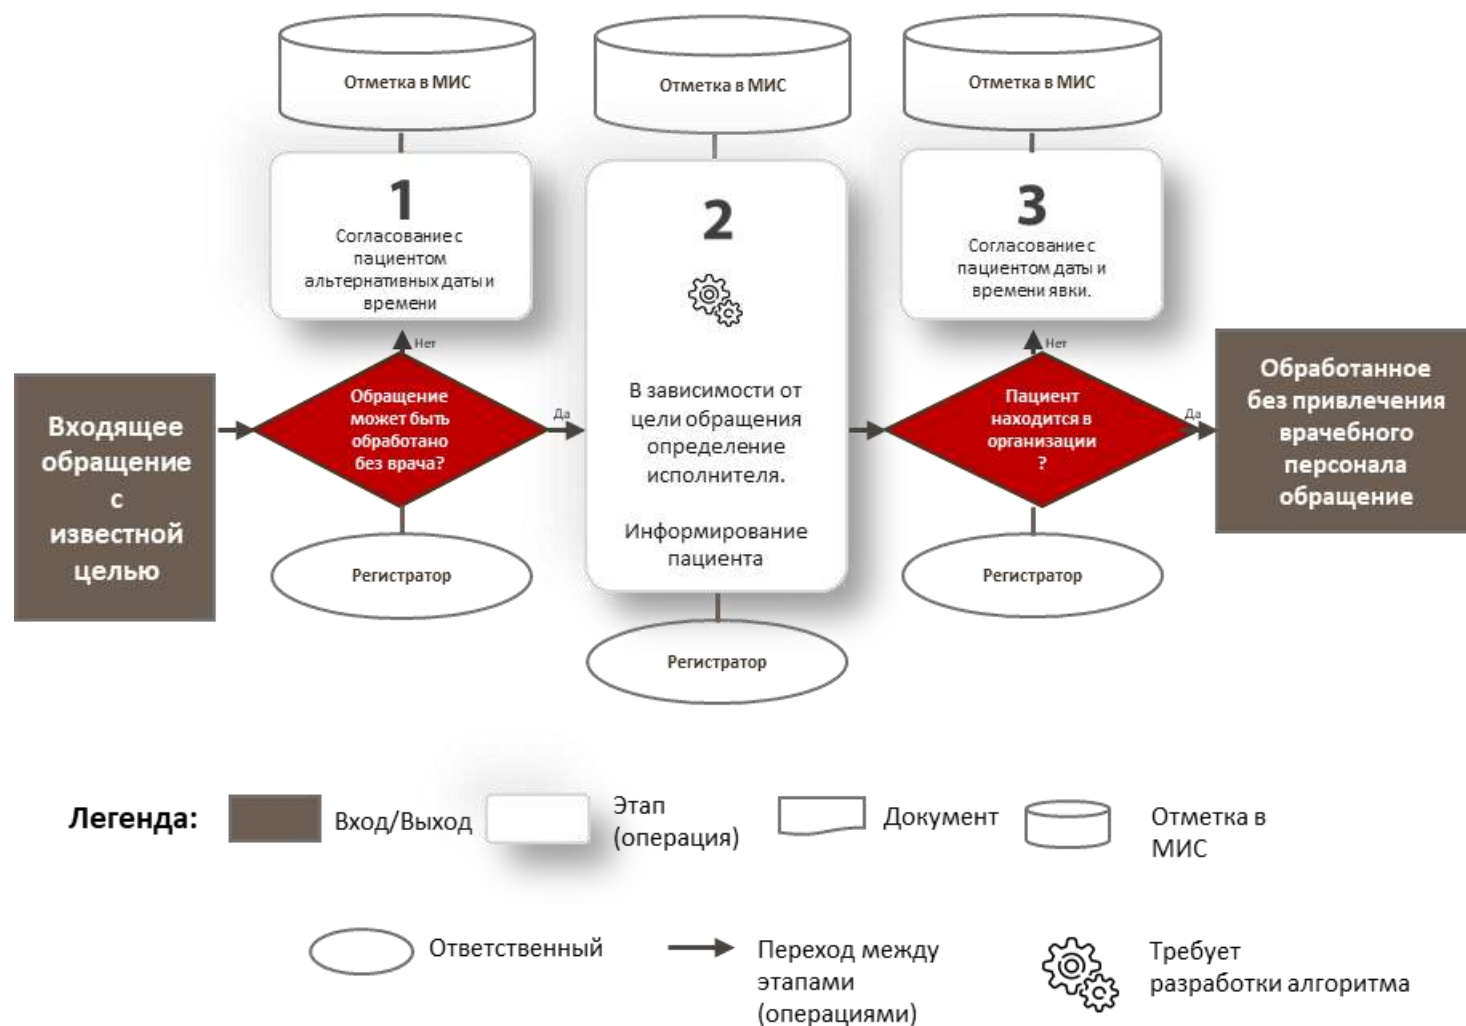 Отметка в МИС
Отметка в МИС
Отметка в МИС
1
Согласование с
пациентом
альтернативных даты и
времени
2
3
Согласование с
пациентом даты и
времени явки.
Нет
Нет
Входящее
обращение
с
известной
целью
Обращение
может быть
обработано
без врача?
Да
В зависимости от
цели обращения
определение
исполнителя.
Информирование
пациента
Пациент
находится в
организации
?
Да
Обработанное
без привлечения
врачебного
персонала
обращение
Регистратор
Регистратор
Регистратор
Легенда:
Вход/Выход
Этап
(операция)
Документ
Отметка в
МИС
Ответственный
Переход между
этапами
(операциями)
Требует
разработки алгоритма